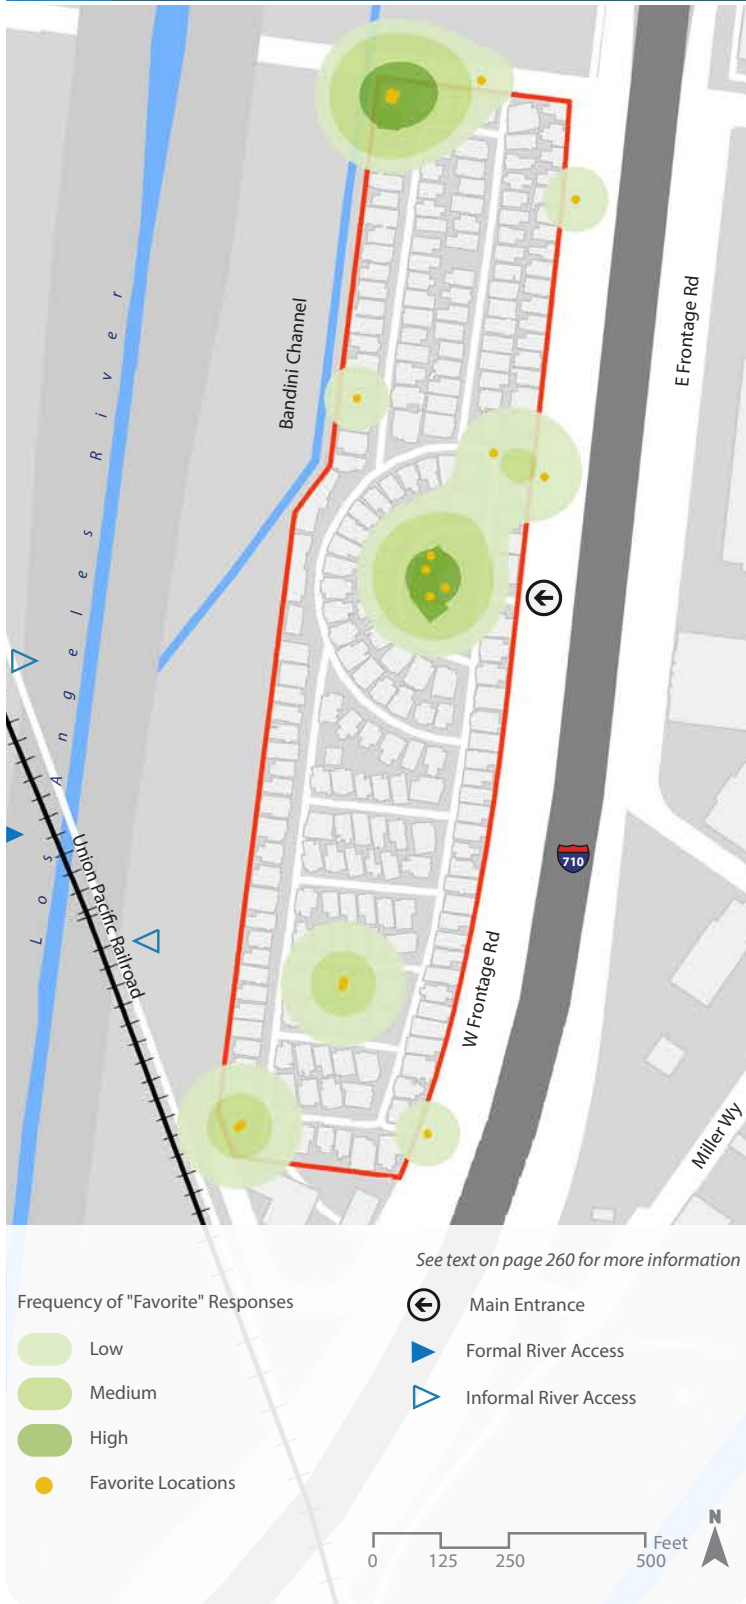 Bandini Channel
E Frontage Rd
Los Angeles River
710
Union Pacific Railroad
W Frontage Rd
Miller Wy
See text on page 260 for more information
Frequency of "Favorite" Responses
Low
Medium
High
Favorite Locations
Main Entrance
Formal River Access
Informal River Access
N
Feet
0 125 250 500